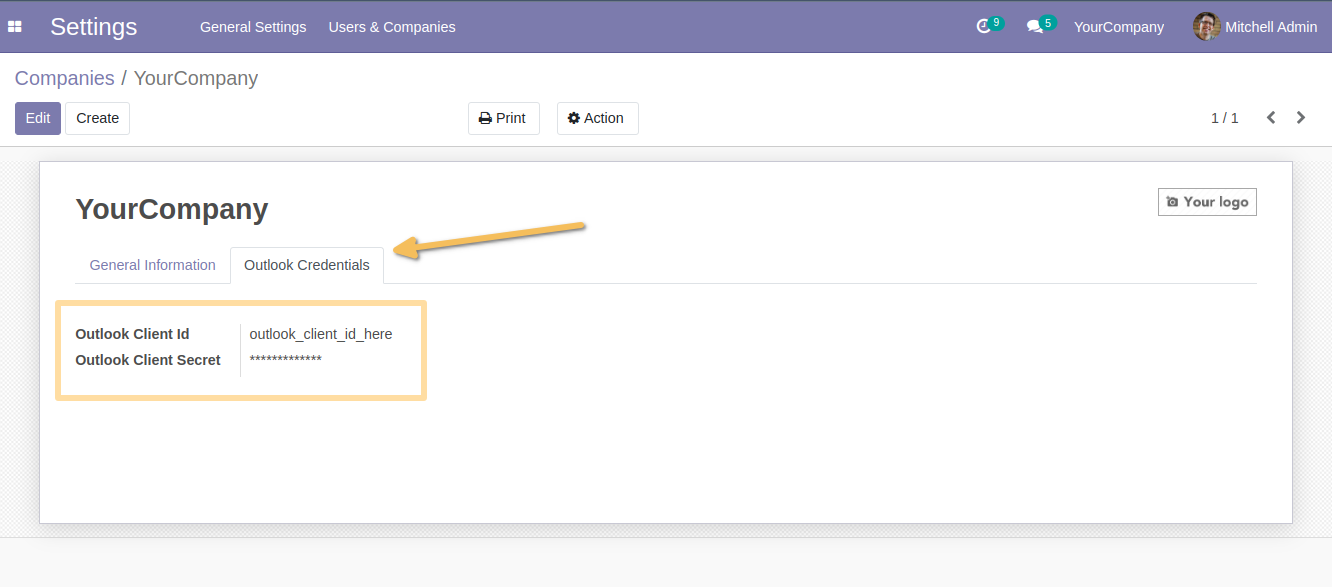 Settings General Settings Users & Companies 9 5 YourCompany Mitchell Admin
Companies / YourCompany
Edit Create Print Action 1 / 1
YourCompany
Your logo
General Information Outlook Credentials
Outlook Client Id outlook_client_id_here
Outlook Client Secret *************